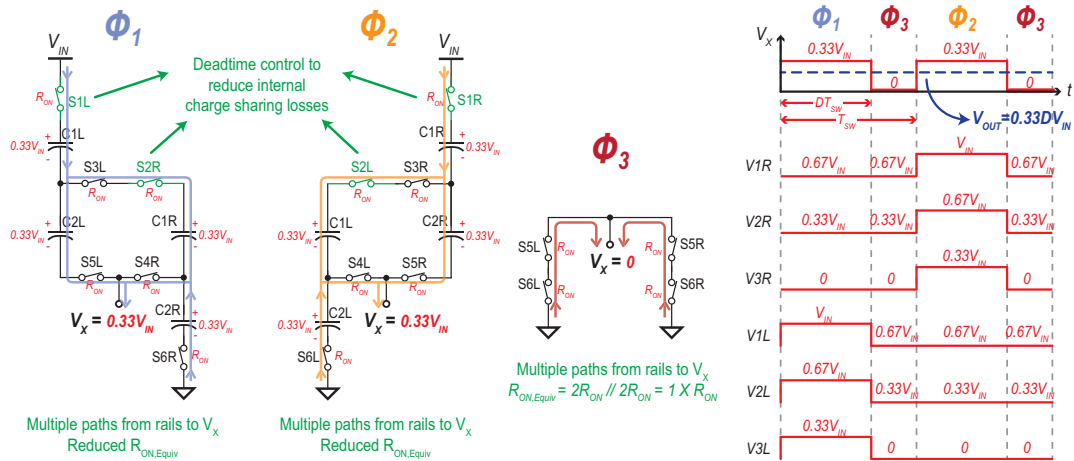 Φ1
VIN
S1L
RON
C1L
+
0.33VIN
-
S3L
S2R
RON
RON
C2L
+
0.33VIN
-
C1R
+
0.33VIN
-
S5L
S4R
RON
RON
C2R
+
0.33VIN
-
VX = 0.33VIN
S6R
RON
Multiple paths from rails to VX
Reduced RON,Equiv
Deadtime control to
reduce internal
charge sharing losses
Φ2
VIN
RON
S1R
C1R
+
0.33VIN
-
S2L
S3R
RON
RON
C1L
+
0.33VIN
-
C2R
+
0.33VIN
-
S4L
S5R
RON
RON
C2L
+
0.33VIN
-
VX = 0.33VIN
S6L
RON
Multiple paths from rails to VX
Reduced RON,Equiv
Φ3
S5L
RON
S5R
RON
VX = 0
S6L
RON
S6R
RON
Multiple paths from rails to VX
RON,Equiv = 2RON // 2RON = 1 X RON
Φ1 Φ3 Φ2 Φ3
VX
0.33VIN 0 0.33VIN 0
t
DTSW
TSW
VOUT=0.33DVIN
V1R 0.67VIN 0.67VIN VIN 0.67VIN
V2R 0.33VIN 0.33VIN 0.67VIN 0.33VIN
V3R 0 0 0.33VIN 0
V1L VIN 0.67VIN 0.67VIN 0.67VIN
V2L 0.67VIN 0.33VIN 0.33VIN 0.33VIN
V3L 0.33VIN 0 0 0